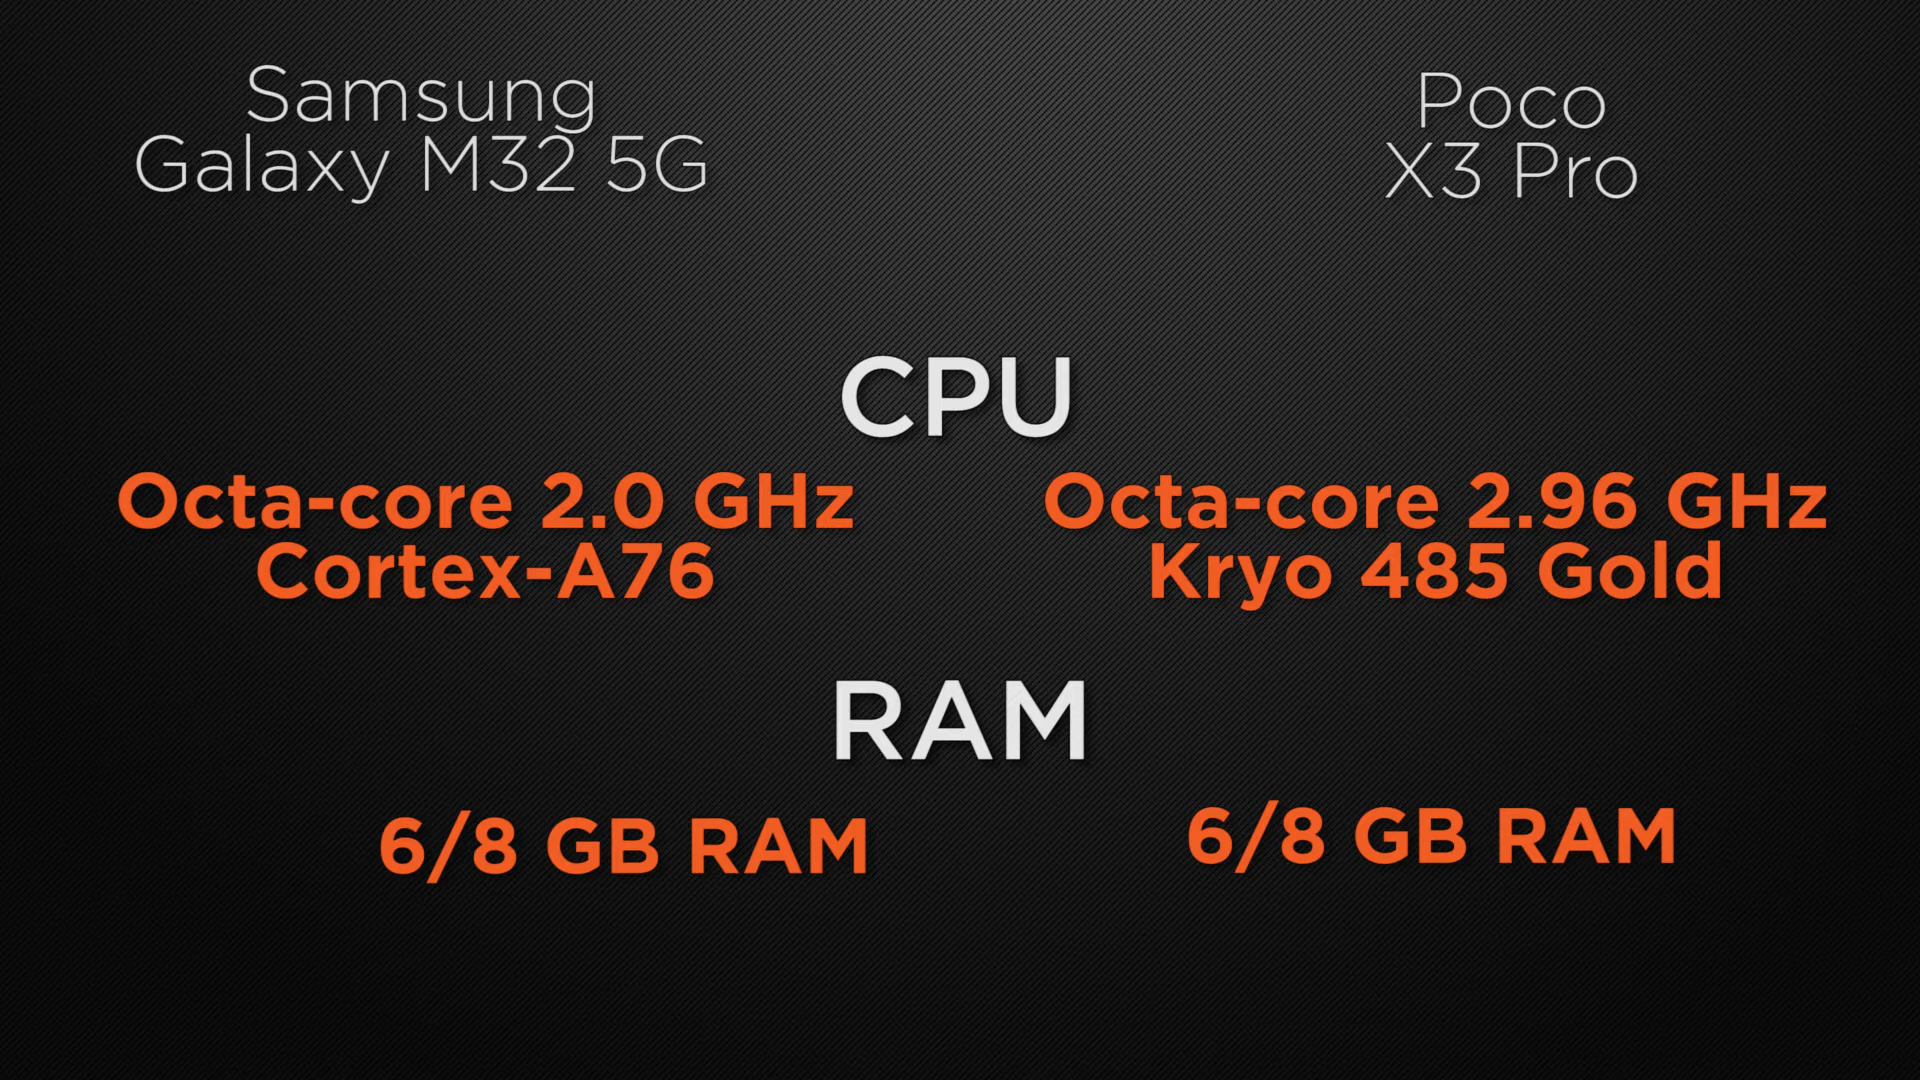 Samsung
Galaxy M32 5G
Poco
X3 Pro
CPU
Octa-core 2.0 GHz
Cortex-A76
Octa-core 2.96 GHz
Kryo 485 Gold
RAM
6/8 GB RAM
6/8 GB RAM